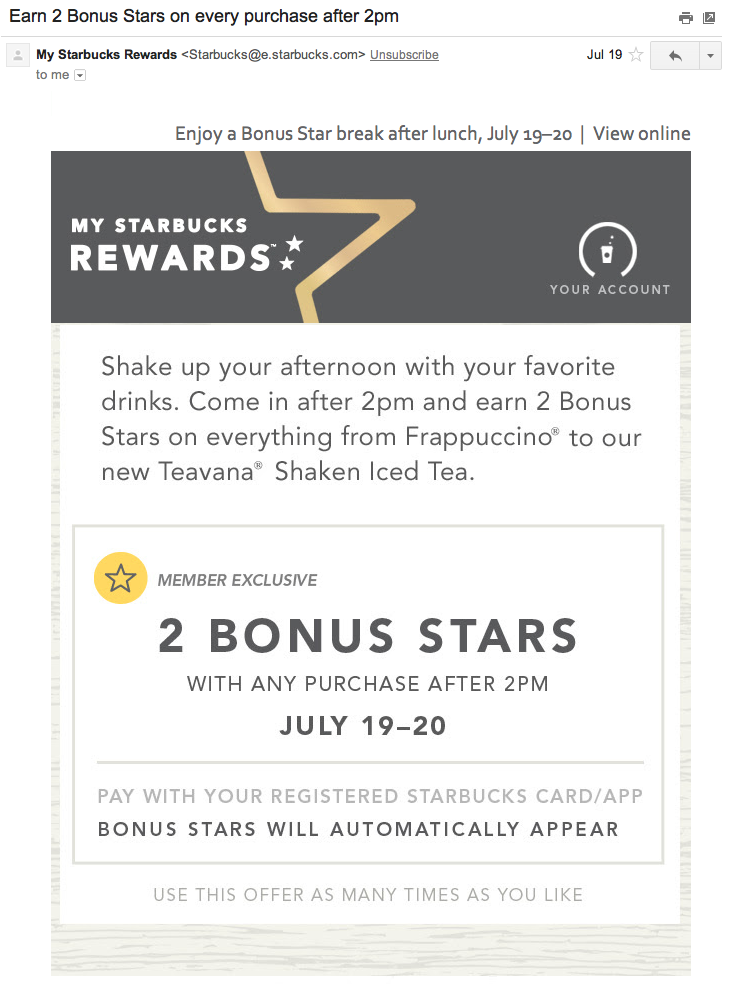 Earn 2 Bonus Stars on every purchase after 2pm
My Starbucks Rewards <Starbucks@e.starbucks.com> Unsubscribe
Jul 19
to me
Enjoy a Bonus Star break after lunch, July 19–20 | View online
MY STARBUCKS
REWARDS™
YOUR ACCOUNT
Shake up your afternoon with your favorite
drinks. Come in after 2pm and earn 2 Bonus
Stars on everything from Frappuccino® to our
new Teavana® Shaken Iced Tea.
MEMBER EXCLUSIVE
2 BONUS STARS
WITH ANY PURCHASE AFTER 2PM
JULY 19–20
PAY WITH YOUR REGISTERED STARBUCKS CARD/APP
BONUS STARS WILL AUTOMATICALLY APPEAR
USE THIS OFFER AS MANY TIMES AS YOU LIKE